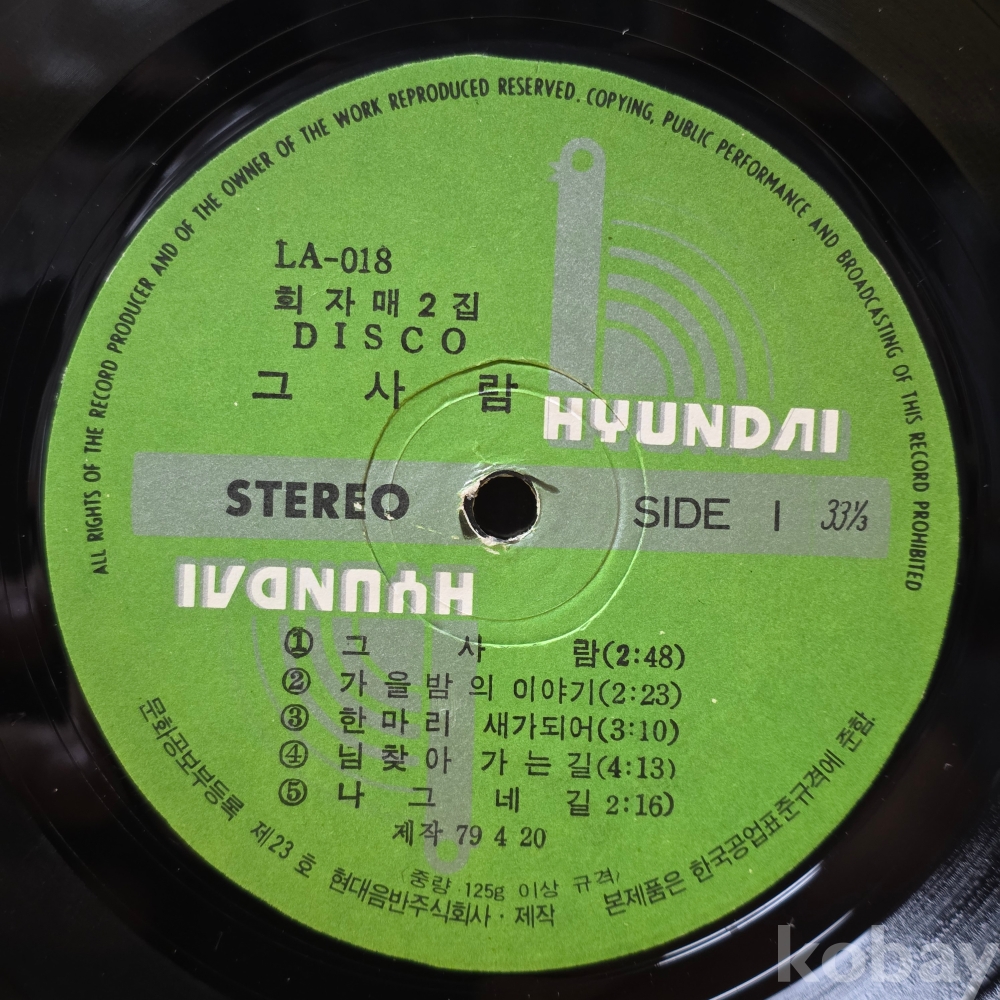 ALL RIGHTS OF THE RECORD PRODUCER AND OF THE OWNER OF THE WORK REPRODUCED RESERVED. COPYING, PUBLIC PERFORMANCE AND BROADCASTING OF THIS RECORD PROHIBITED
LA-018
희자매2집
DISCO
그사람
HYUNDAI
STEREO SIDE 1 33⅓
HYUNDAI
① 그 사 람(2:48)
② 가을밤의 이야기(2:23)
③ 한마리 새가되어(3:10)
④ 님찾아 가는길(4:13)
⑤ 나 그 네 길 2:16)
제작 79 4 20
(중량 125g 이상 규격)
문화공보부등록 제23호 현대음반주식회사·제작 본제품은 한국공업표준규격에 준함
kobay